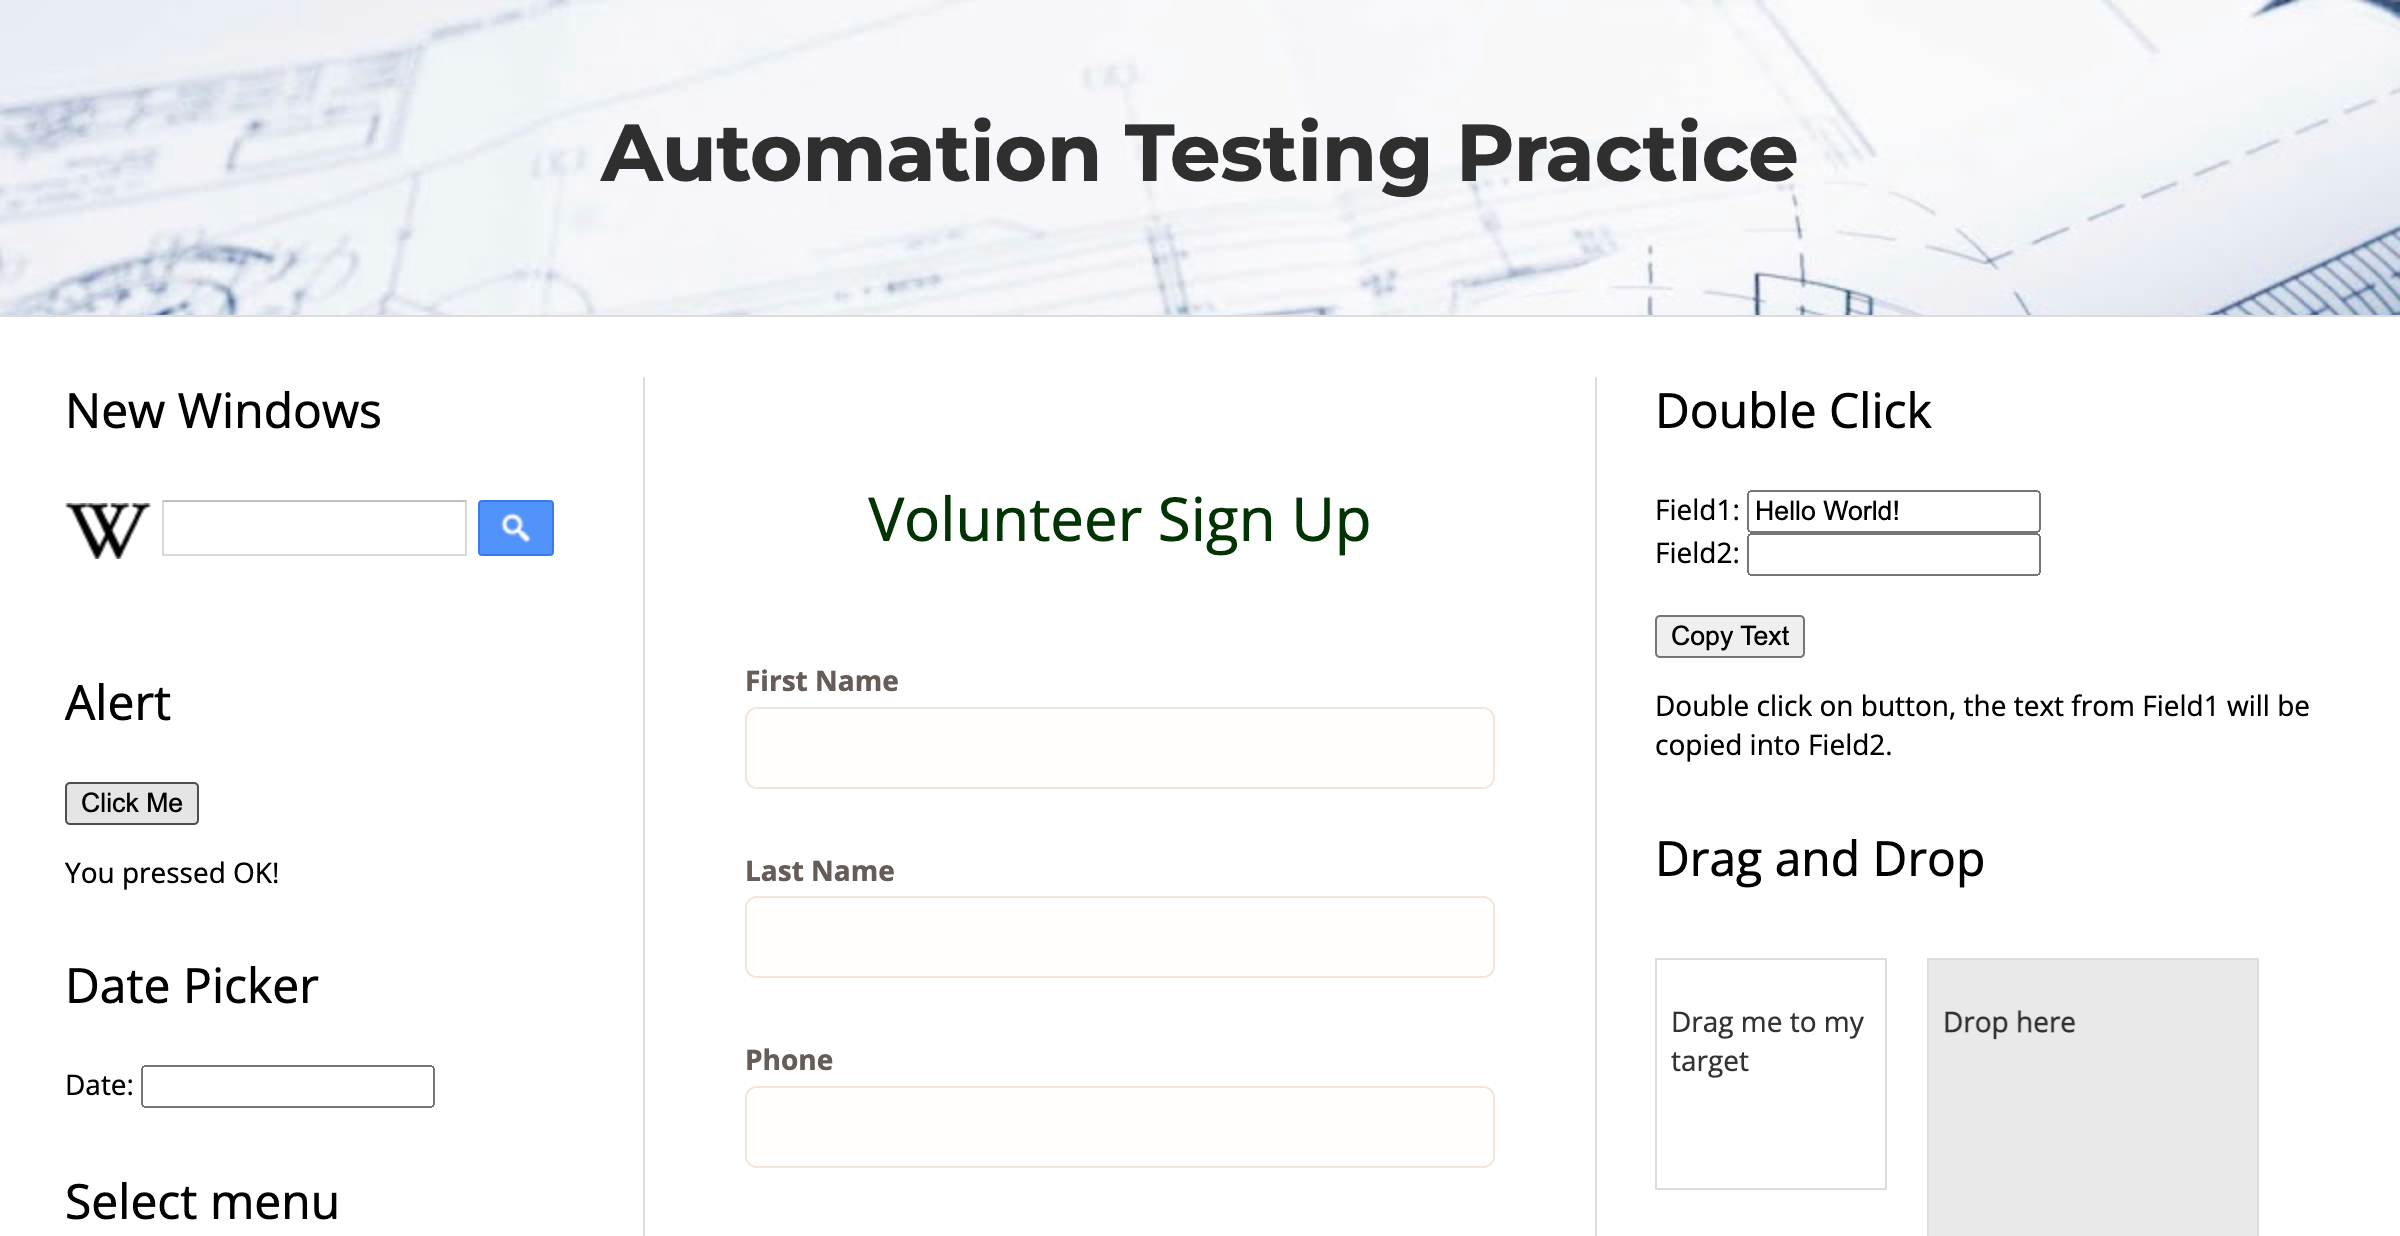 Automation Testing Practice
New Windows
W
Alert
Click Me
You pressed OK!
Date Picker
Date:
Select menu
Volunteer Sign Up
First Name
Last Name
Phone
Double Click
Field1: Hello World!
Field2:
Copy Text
Double click on button, the text from Field1 will be
copied into Field2.
Drag and Drop
Drag me to my
target
Drop here